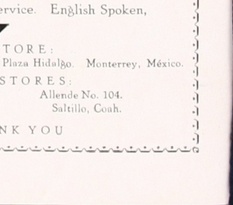 ervice. English Spoken,
TORE:
Plaza Hidalgo. Monterrey, México.
STORES:
Allende No. 104.
Saltillo, Coah.
NK YOU